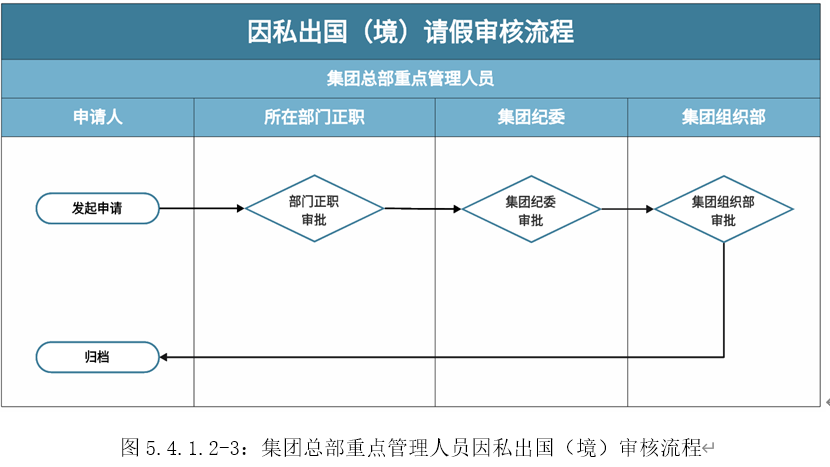 因私出国（境）请假审核流程
集团总部重点管理人员
申请人
所在部门正职
集团纪委
集团组织部
发起申请
部门正职
审批
集团纪委
审批
集团组织部
审批
归档
图5.4.1.2-3：集团总部重点管理人员因私出国（境）审核流程